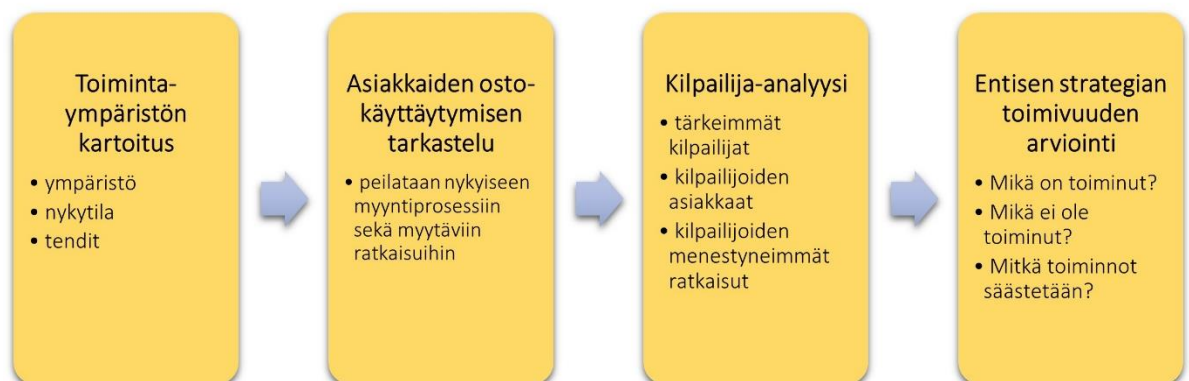 Toiminta-
ympäristön
kartoitus
• ympäristö
• nykytila
• tendit
Asiakkaiden osto-
käyttäytymisen
tarkastelu
• peilataan nykyiseen
myyntiprosessiin
sekä myytäviin
ratkaisuihin
Kilpailija-analyysi
• tärkeimmät
kilpailijat
• kilpailijoiden
asiakkaat
• kilpailijoiden
menestyneimmät
ratkaisut
Entisen strategian
toimivuuden
arviointi
• Mikä on toiminut?
• Mikä ei ole
toiminut?
• Mitkä toiminnot
säästetään?